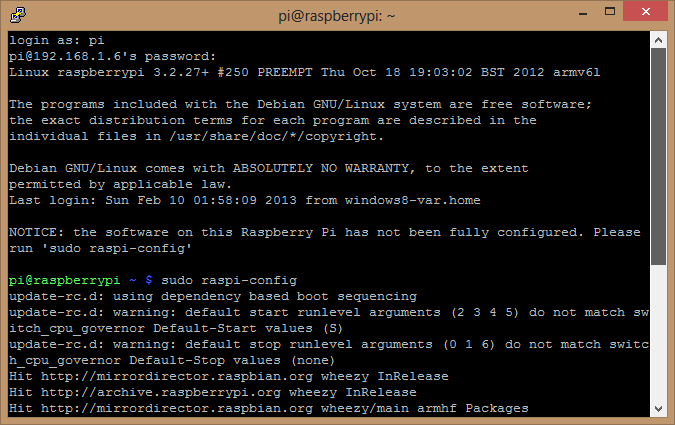 pi@raspberrypi: ~
login as: pi
pi@192.168.1.6's password:
Linux raspberrypi 3.2.27+ #250 PREEMPT Thu Oct 18 19:03:02 BST 2012 armv6l
The programs included with the Debian GNU/Linux system are free software;
the exact distribution terms for each program are described in the
individual files in /usr/share/doc/*/copyright.
Debian GNU/Linux comes with ABSOLUTELY NO WARRANTY, to the extent
permitted by applicable law.
Last login: Sun Feb 10 01:58:09 2013 from windows8-var.home
NOTICE: the software on this Raspberry Pi has not been fully configured. Please
run 'sudo raspi-config'
pi@raspberrypi ~ $ sudo raspi-config
update-rc.d: using dependency based boot sequencing
update-rc.d: warning: default start runlevel arguments (2 3 4 5) do not match sw
itch_cpu_governor Default-Start values (S)
update-rc.d: warning: default stop runlevel arguments (0 1 6) do not match switc
h_cpu_governor Default-Stop values (none)
Hit http://mirrordirector.raspbian.org wheezy InRelease
Hit http://archive.raspberrypi.org wheezy InRelease
Hit http://mirrordirector.raspbian.org wheezy/main armhf Packages